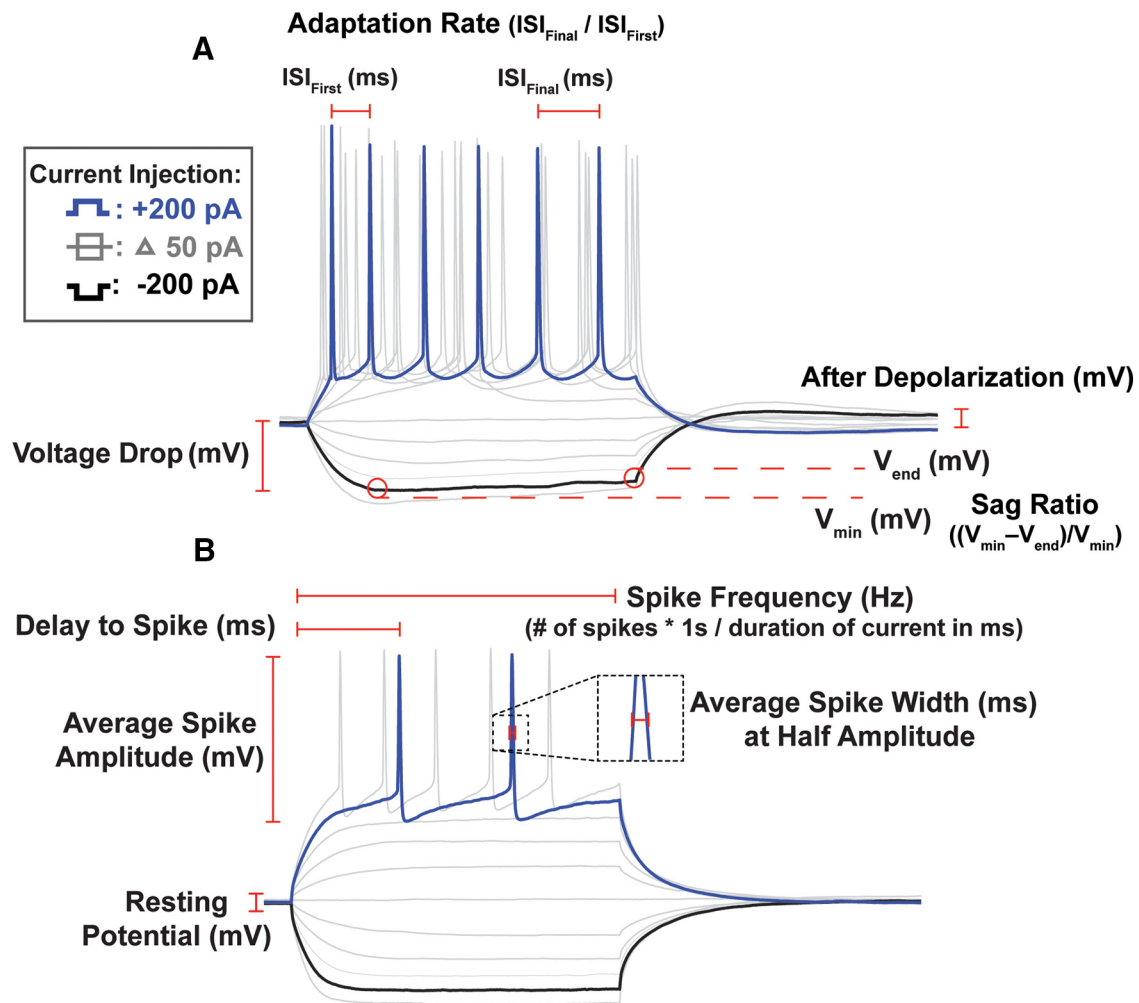 A
Adaptation Rate (ISIFinal / ISIFirst)
ISIFirst (ms)
ISIFinal (ms)
Current Injection:
: +200 pA
: Δ 50 pA
: -200 pA
After Depolarization (mV)
Voltage Drop (mV)
Vend (mV)
Vmin (mV)
Sag Ratio
((Vmin–Vend)/Vmin)
B
Spike Frequency (Hz)
(# of spikes * 1s / duration of current in ms)
Delay to Spike (ms)
Average Spike
Amplitude (mV)
Average Spike Width (ms)
at Half Amplitude
Resting
Potential (mV)